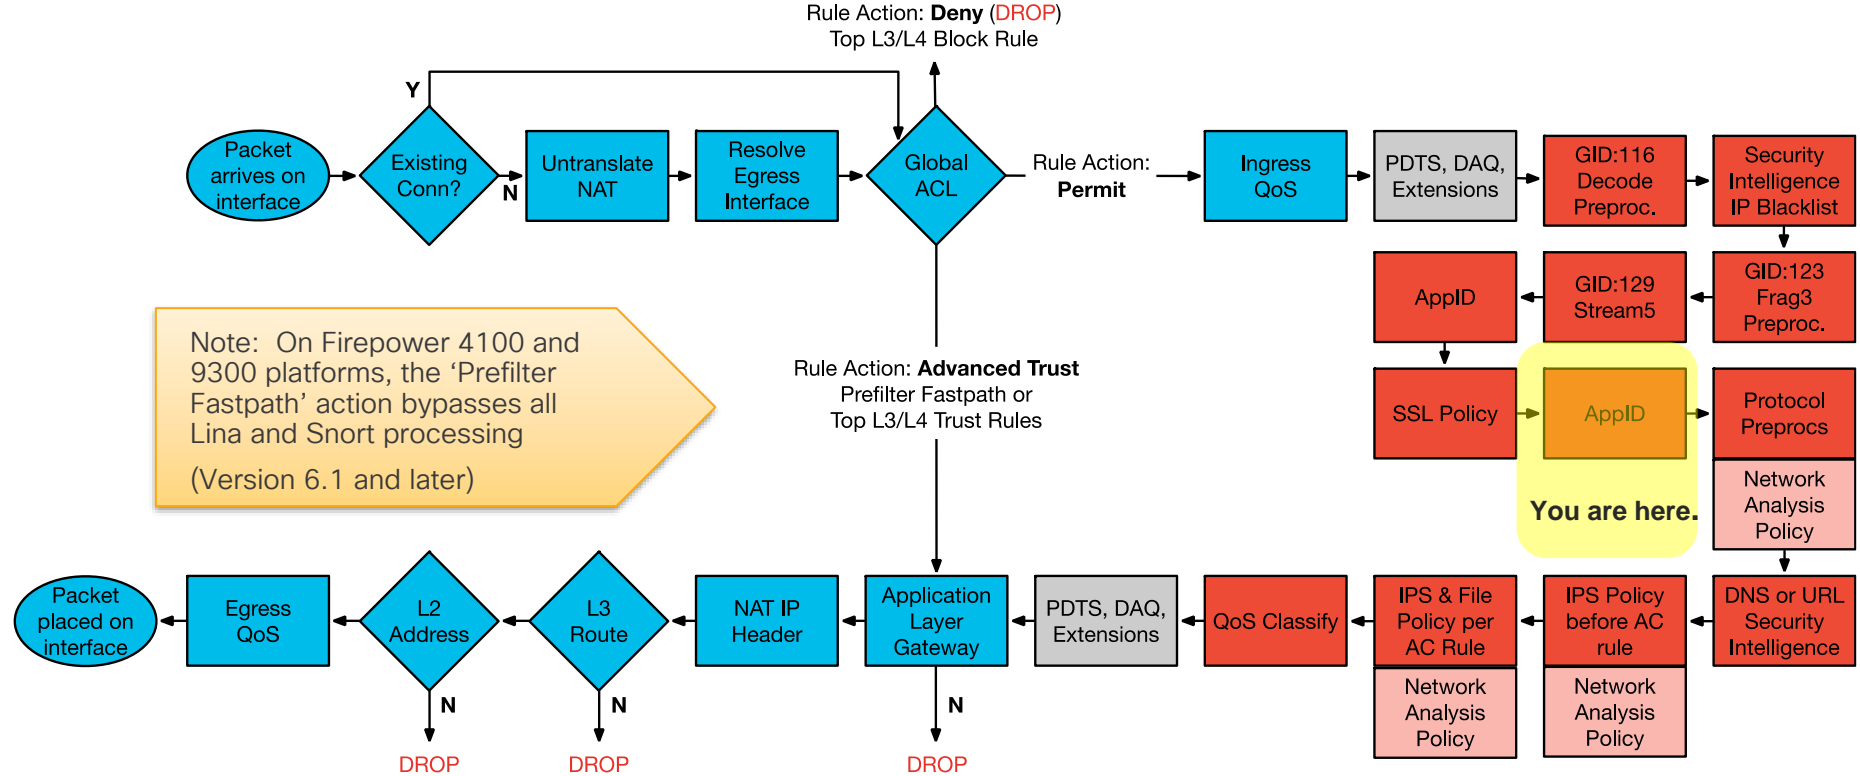 Rule Action: Deny (DROP)
Top L3/L4 Block Rule
Y
Packet
arrives on
interface
Existing
Conn?
N
Untranslate
NAT
Resolve
Egress
Interface
Global
ACL
Rule Action:
Permit
Ingress
QoS
PDTS, DAQ,
Extensions
GID:116
Decode
Preproc.
Security
Intelligence
IP Blacklist
AppID
GID:129
Stream5
GID:123
Frag3
Preproc.
Note: On Firepower 4100 and
9300 platforms, the ‘Prefilter
Fastpath’ action bypasses all
Lina and Snort processing
(Version 6.1 and later)
Rule Action: Advanced Trust
Prefilter Fastpath or
Top L3/L4 Trust Rules
SSL Policy
AppID
Protocol
Preprocs
Network
Analysis
Policy
You are here.
Packet
placed on
interface
Egress
QoS
L2
Address
L3
Route
NAT IP
Header
Application
Layer
Gateway
PDTS, DAQ,
Extensions
QoS Classify
IPS & File
Policy per
AC Rule
IPS Policy
before AC
rule
DNS or URL
Security
Intelligence
Network
Analysis
Policy
Network
Analysis
Policy
N
N
N
DROP
DROP
DROP